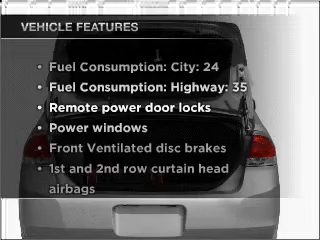 VEHICLE FEATURES
• Fuel Consumption: City: 24
• Fuel Consumption: Highway: 35
• Remote power door locks
• Power windows
• Front Ventilated disc brakes
• 1st and 2nd row curtain head
airbags